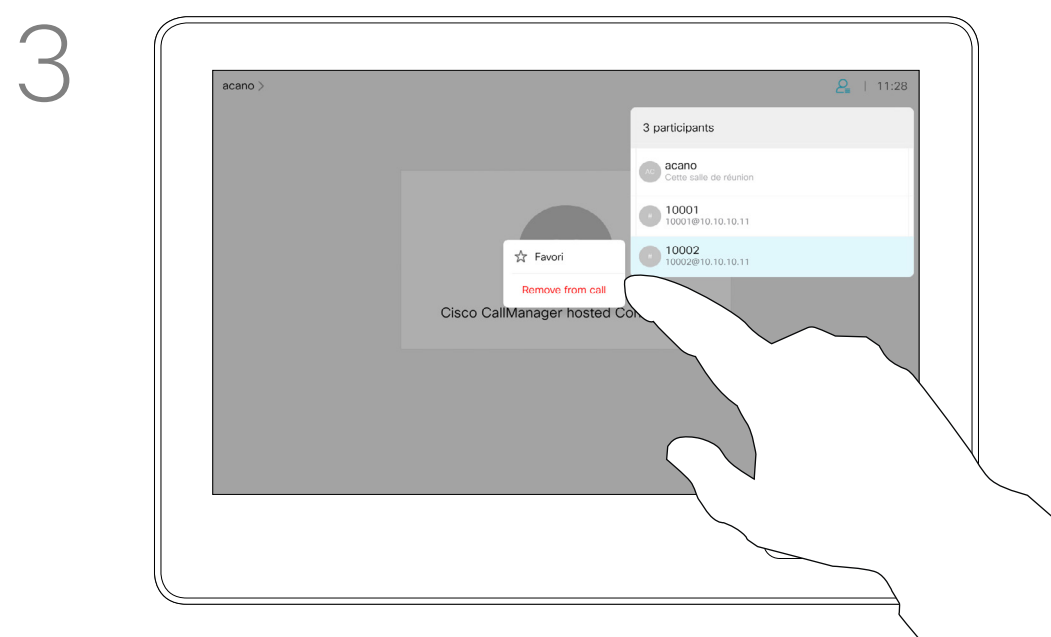 3
acano >
11:28
3 participants
AC
acano
Cette salle de réunion
10001
10001@10.10.10.11
10002
10002@10.10.10.11
Favori
Remove from call
Cisco CallManager hosted Con